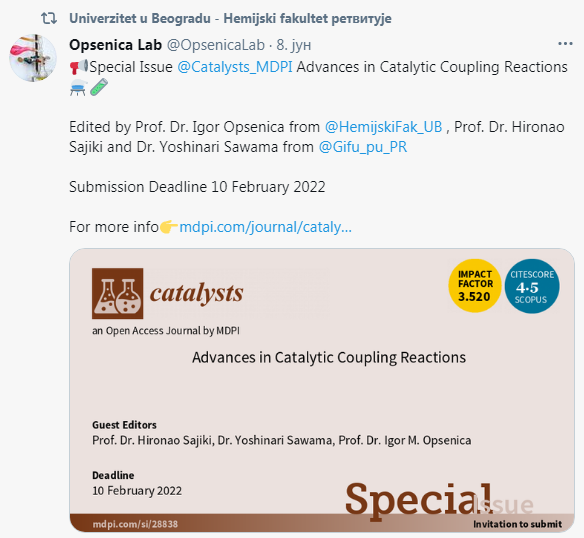 Univerzitet u Beogradu - Hemijski fakultet ретвитује
Opsenica Lab @OpsenicaLab · 8. јун
Special Issue @Catalysts_MDPI Advances in Catalytic Coupling Reactions
Edited by Prof. Dr. Igor Opsenica from @HemijskiFak_UB , Prof. Dr. Hironao
Sajiki and Dr. Yoshinari Sawama from @Gifu_pu_PR
Submission Deadline 10 February 2022
For more info👉mdpi.com/journal/cataly...
catalysts
IMPACT
FACTOR
3.520
CITESCORE
4.5
SCOPUS
an Open Access Journal by MDPI
Advances in Catalytic Coupling Reactions
Guest Editors
Prof. Dr. Hironao Sajiki, Dr. Yoshinari Sawama, Prof. Dr. Igor M. Opsenica
Deadline
10 February 2022
Special
Issue
mdpi.com/si/28838
Invitation to submit